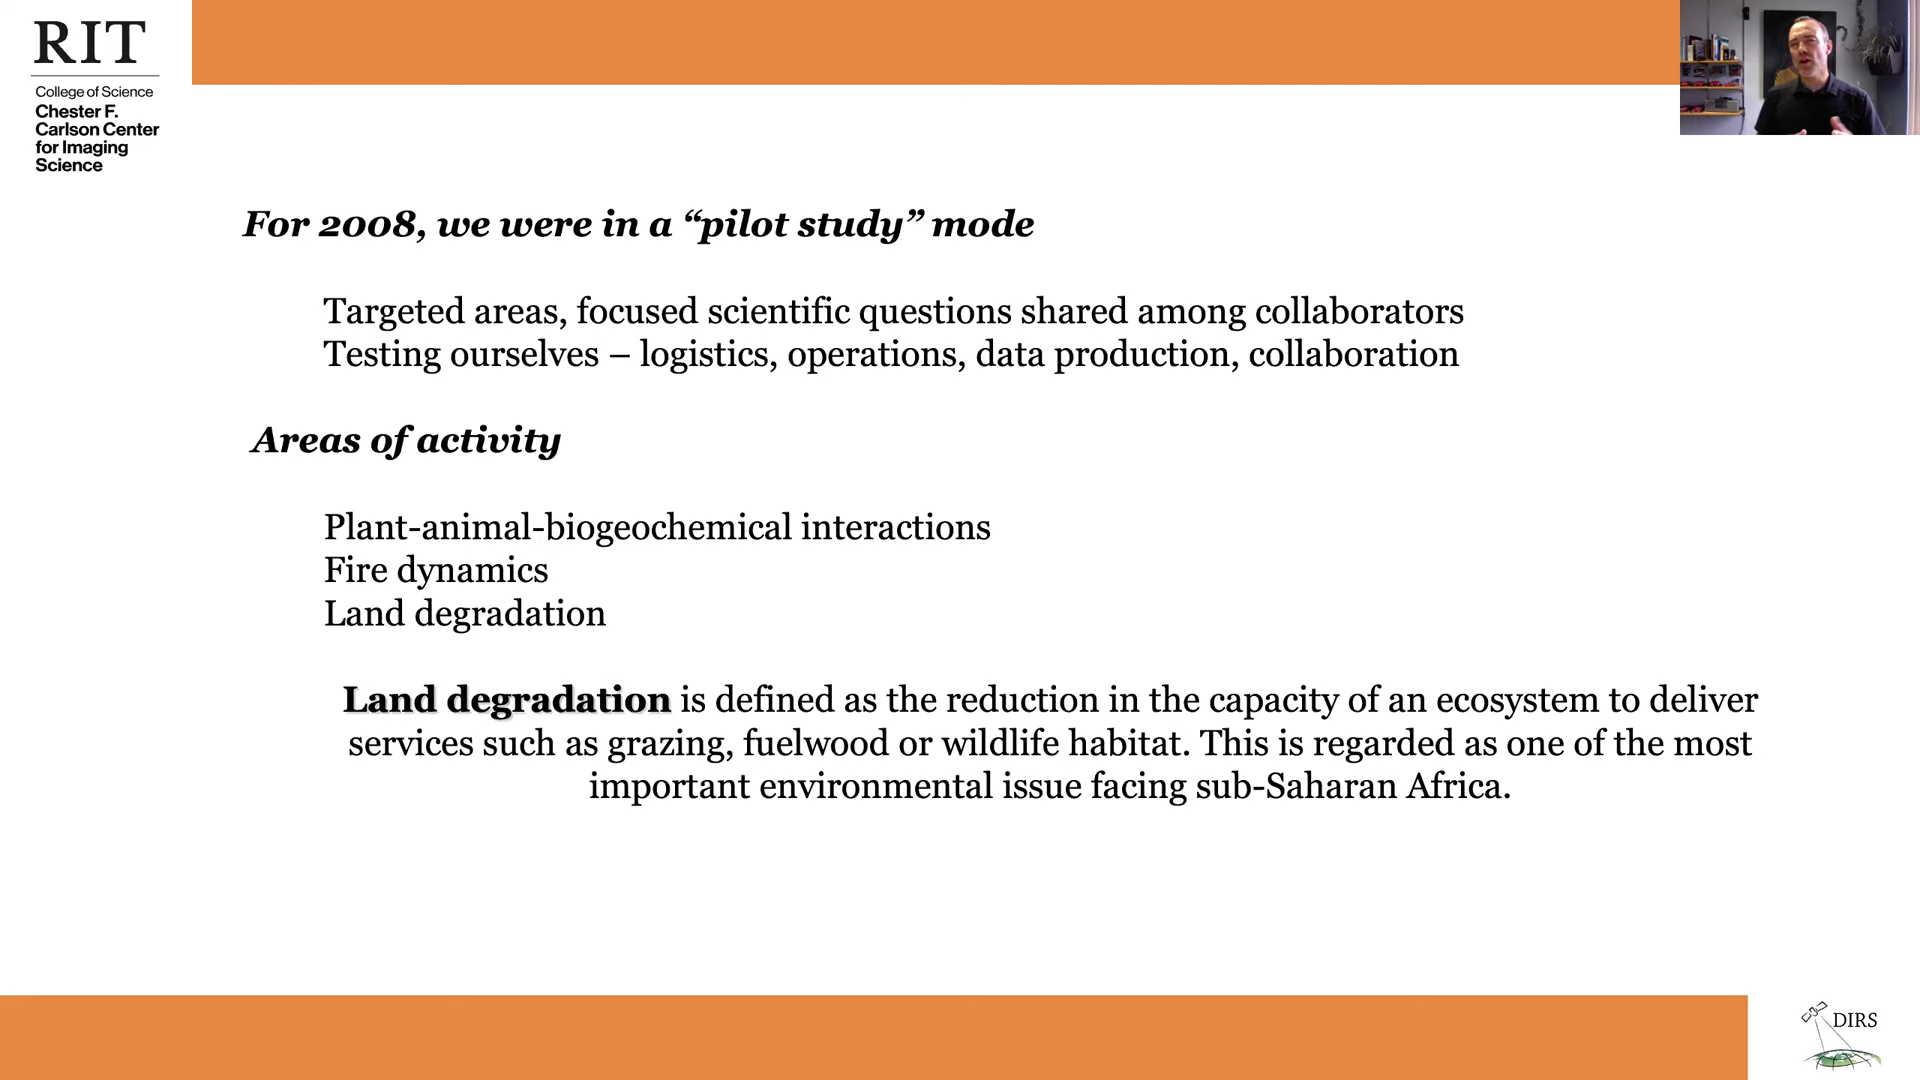 RIT
College of Science
Chester F.
Carlson Center
for Imaging
Science
For 2008, we were in a “pilot study” mode
Targeted areas, focused scientific questions shared among collaborators
Testing ourselves – logistics, operations, data production, collaboration
Areas of activity
Plant-animal-biogeochemical interactions
Fire dynamics
Land degradation
Land degradation is defined as the reduction in the capacity of an ecosystem to deliver
services such as grazing, fuelwood or wildlife habitat. This is regarded as one of the most
important environmental issue facing sub-Saharan Africa.
DIRS